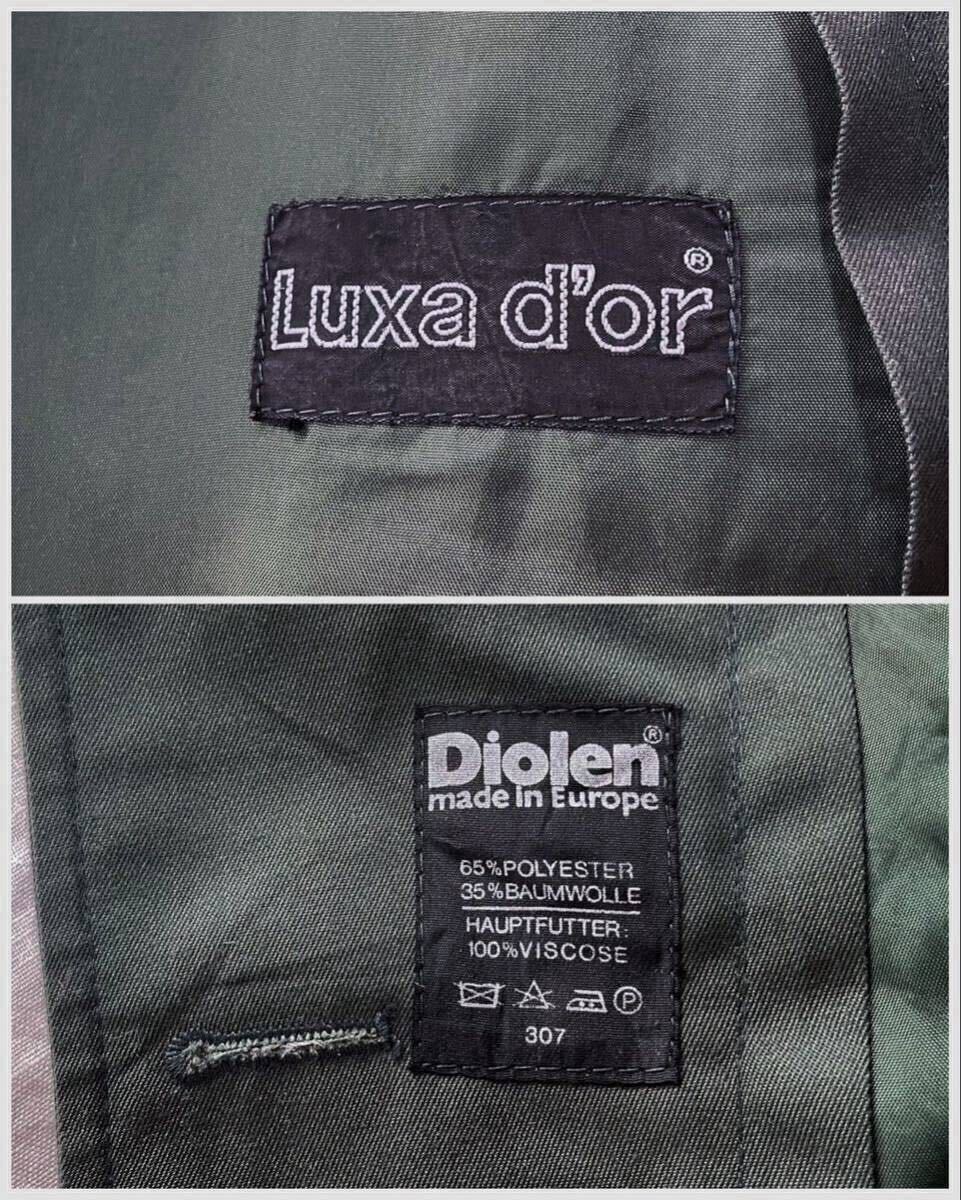 Luxa d'or®
Diolen®
made in Europe
65%POLYESTER
35%BAUMWOLLE
HAUPTFUTTER:
100%VISCOSE
P
307